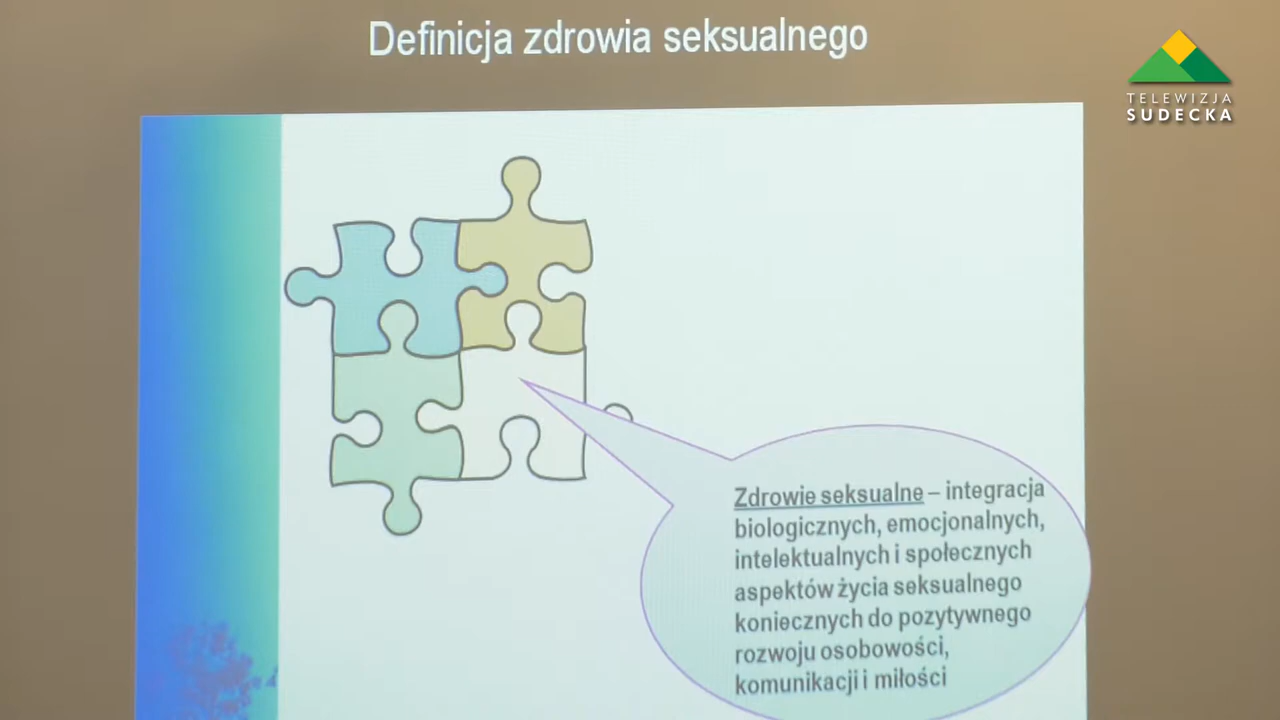 Definicja zdrowia seksualnego
TELEWIZJA
SUDECKA
Zdrowie seksualne – integracja
biologicznych, emocjonalnych,
intelektualnych i społecznych
aspektów życia seksualnego
koniecznych do pozytywnego
rozwoju osobowości,
komunikacji i miłości